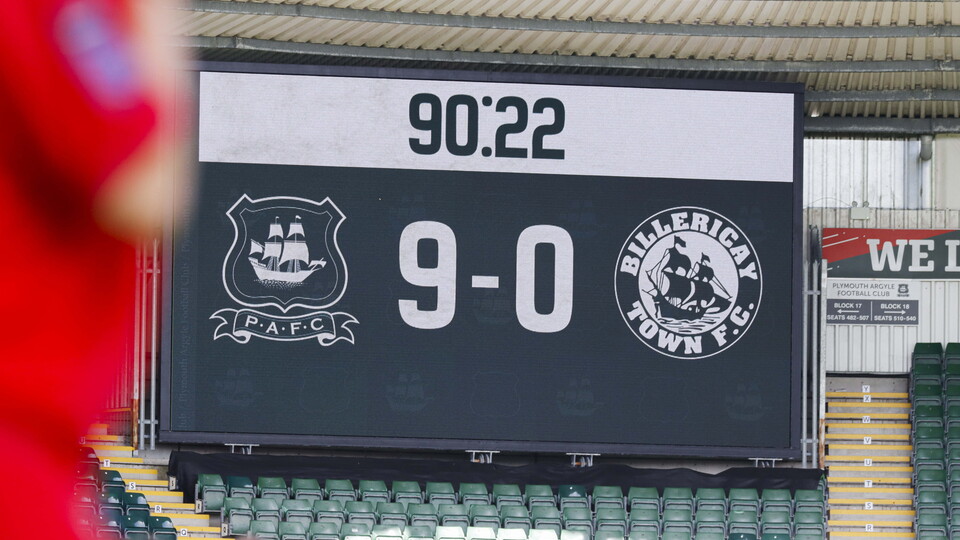 90:22
9-0
P·A·F·C
BILLERICAY
TOWN F.C.
WE L
PLYMOUTH ARGYLE
FOOTBALL CLUB
BLOCK 17
SEATS 482-507
BLOCK 18
SEATS 510-538